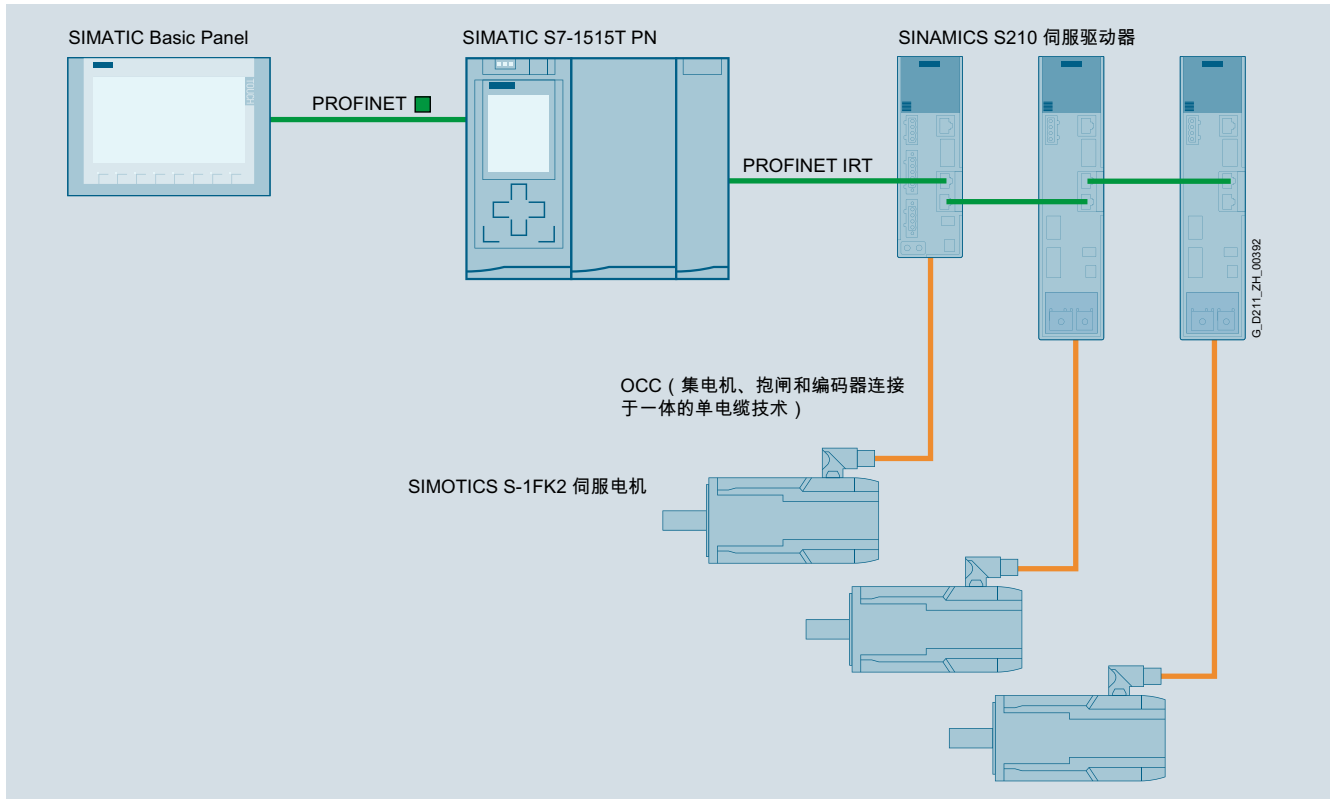 SIMATIC Basic Panel
SIMATIC S7-1515T PN
SINAMICS S210 伺服驱动器
TOUCH
PROFINET
PROFINET IRT
G_D211_ZH_00392
OCC（集电机、抱闸和编码器连接
于一体的单电缆技术）
SIMOTICS S-1FK2 伺服电机